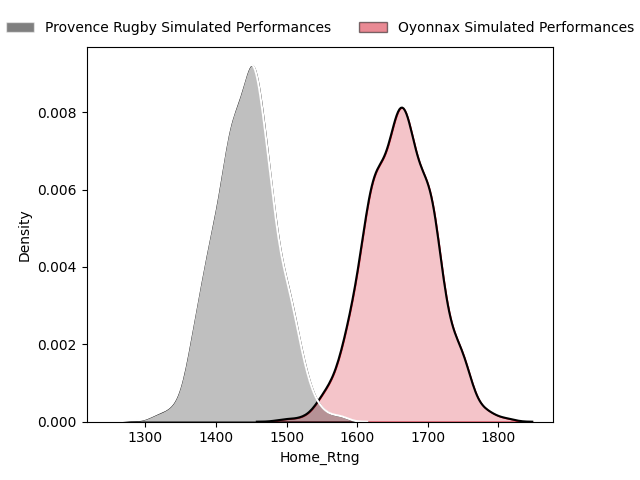 Provence Rugby Simulated Performances Oyonnax Simulated Performances
0.008
0.006
0.004
0.002
0.000
Density
1300 1400 1500 1600 1700 1800
Home_Rtng